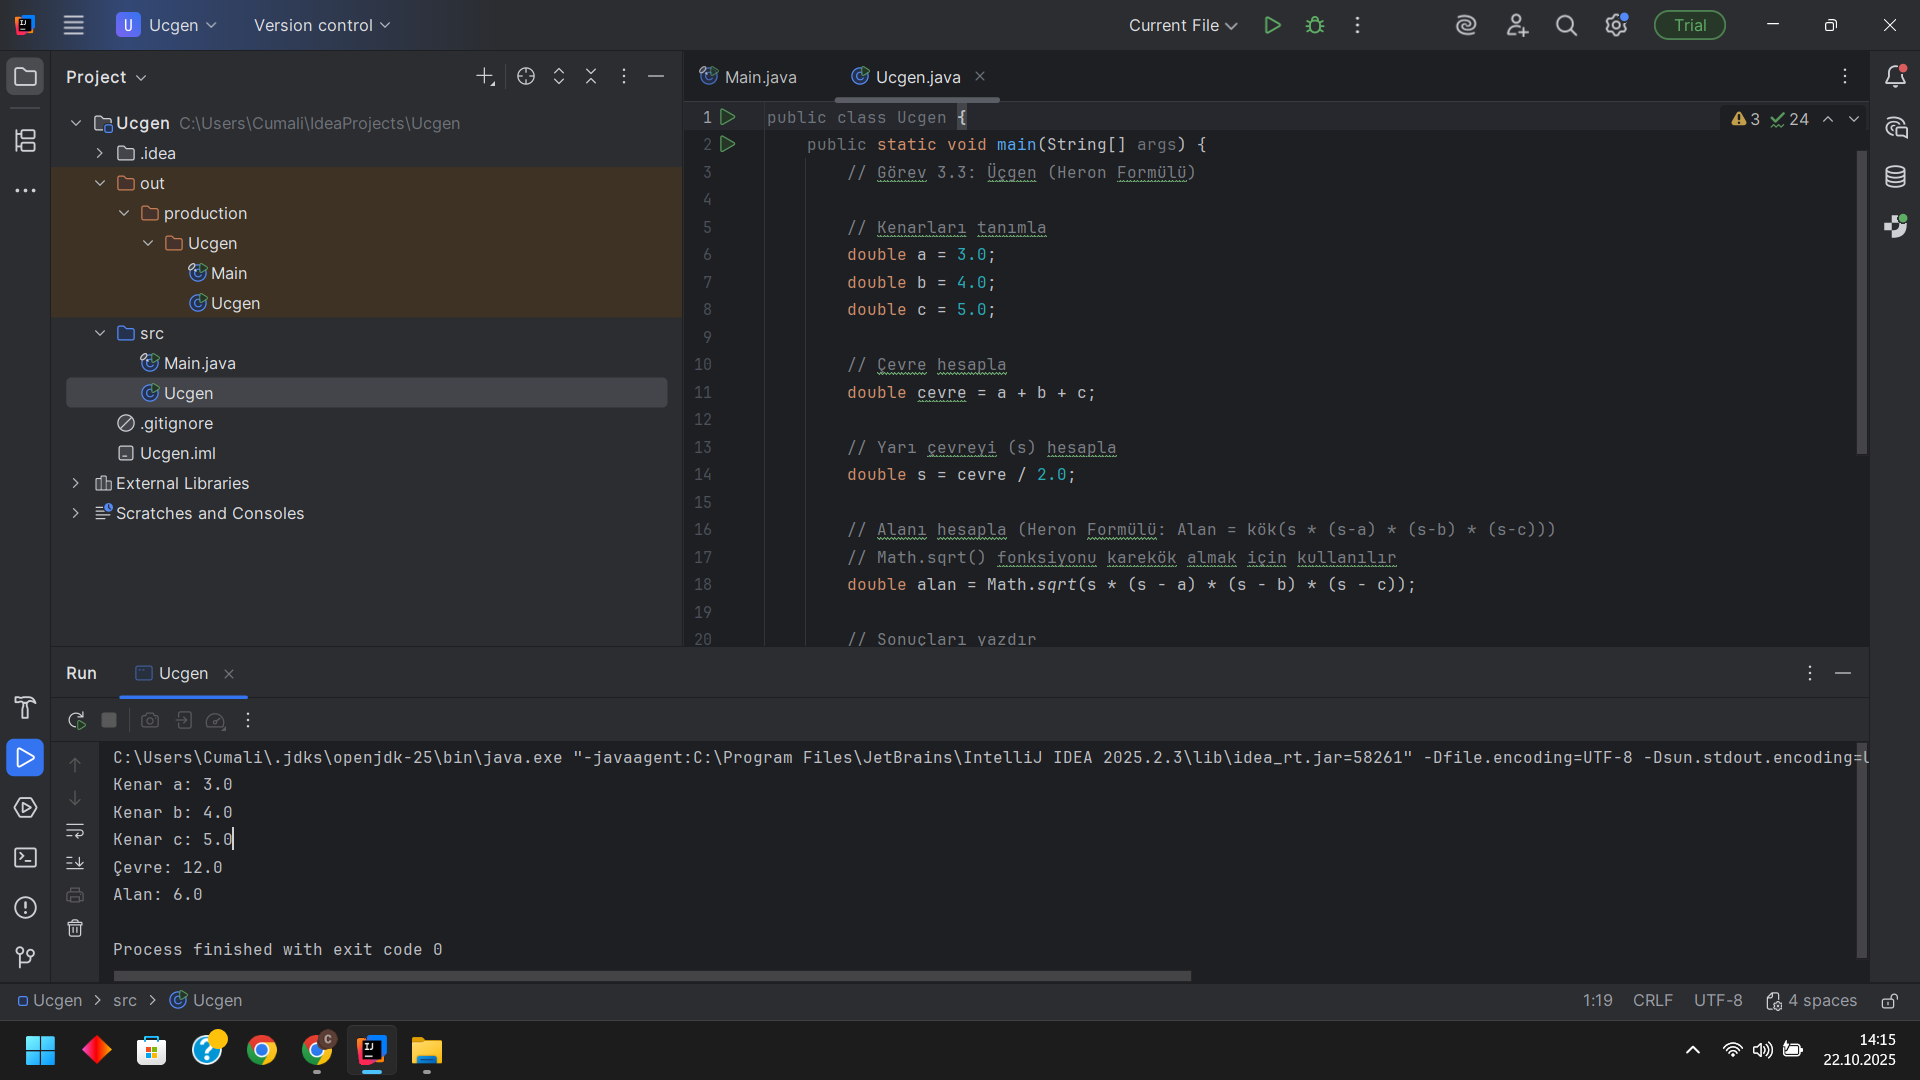 U Ucgen Version control Current File Trial
Project
Main.java Ucgen.java
Ucgen C:\Users\Cumali\IdeaProjects\Ucgen
.idea
out
production
Ucgen
Main
Ucgen
src
Main.java
Ucgen
.gitignore
Ucgen.iml
External Libraries
Scratches and Consoles
3 24
1 public class Ucgen {
2 public static void main(String[] args) {
3 // Görev 3.3: Üçgen (Heron Formülü)
4
5 // Kenarları tanımla
6 double a = 3.0;
7 double b = 4.0;
8 double c = 5.0;
9
10 // Çevre hesapla
11 double cevre = a + b + c;
12
13 // Yarı çevreyi (s) hesapla
14 double s = cevre / 2.0;
15
16 // Alanı hesapla (Heron Formülü: Alan = kök(s * (s-a) * (s-b) * (s-c)))
17 // Math.sqrt() fonksiyonu karekök almak için kullanılır
18 double alan = Math.sqrt(s * (s - a) * (s - b) * (s - c));
19
20 // Sonuçları yazdır
Run Ucgen
C:\Users\Cumali\.jdks\openjdk-25\bin\java.exe "-javaagent:C:\Program Files\JetBrains\IntelliJ IDEA 2025.2.3\lib\idea_rt.jar=58261" -Dfile.encoding=UTF-8 -Dsun.stdout.encoding=U
Kenar a: 3.0
Kenar b: 4.0
Kenar c: 5.0
Çevre: 12.0
Alan: 6.0
Process finished with exit code 0
Ucgen src Ucgen 1:19 CRLF UTF-8 4 spaces
14:15
22.10.2025